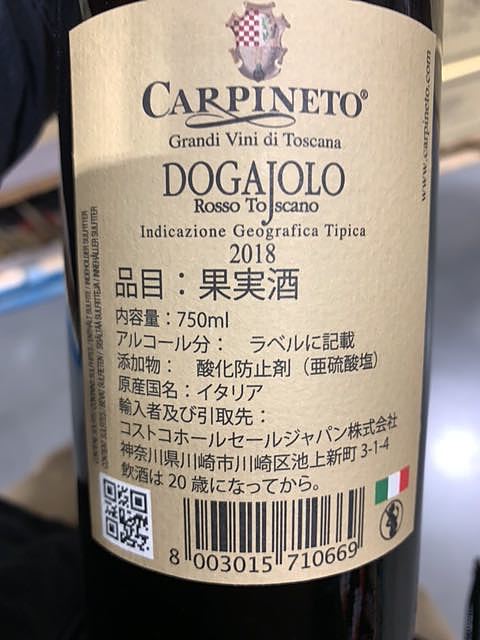 CARPINETO®
Grandi Vini di Toscana
DOGAJOLO
Rosso Toscano
Indicazione Geografica Tipica
2018
品目：果実酒
内容量：750ml
アルコール分： ラベルに記載
添加物： 酸化防止剤（亜硫酸塩）
原産国名：イタリア
輸入者及び引取先：
コストコホールセールジャパン株式会社
神奈川県川崎市川崎区池上新町 3-1-4
飲酒は 20 歳になってから。
8 003015 710669
www.carpineto.com